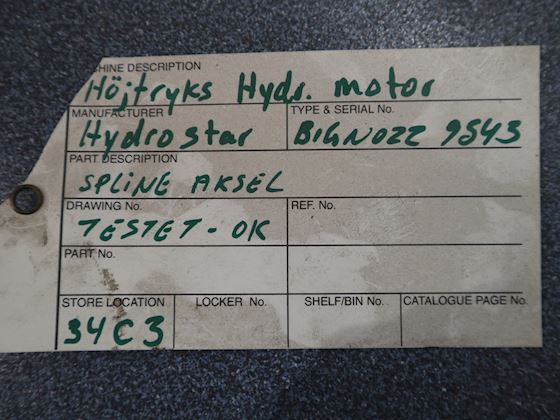 CHINE DESCRIPTION
Höjtryks Hydr. motor
MANUFACTURER
TYPE & SERIAL No.
Hydrostar
BIGNOZZ 9543
PART DESCRIPTION
SPLINE AKSEL
DRAWING No.
REF. No.
TESTET - OK
PART No.
STORE LOCATION
LOCKER No.
SHELF/BIN No.
CATALOGUE PAGE No.
34C3